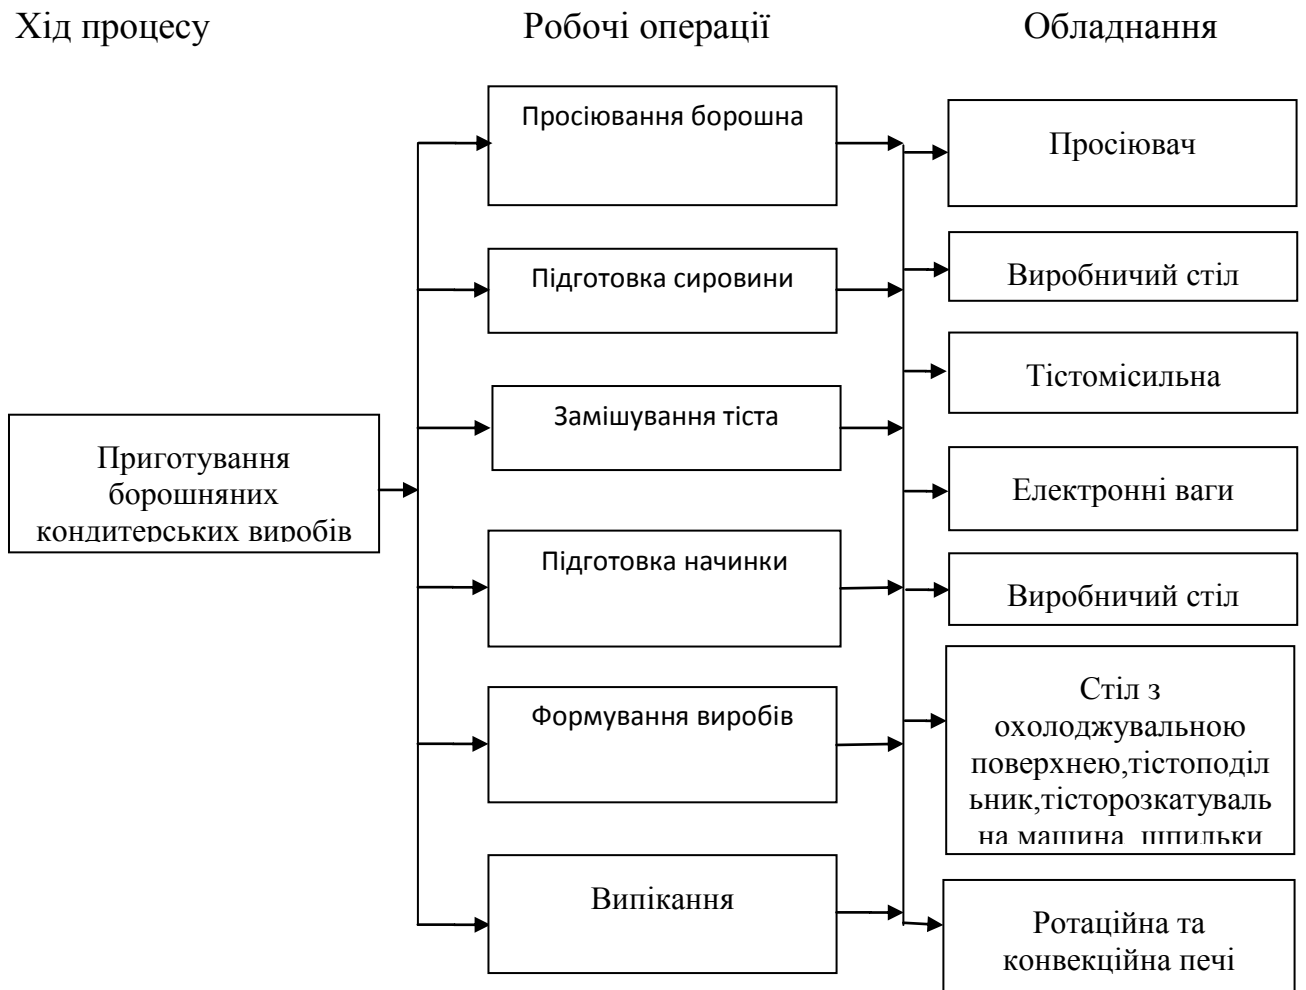 Хід процесу
Робочі операції
Обладнання
Просіювання борошна
Просіювач
Підготовка сировини
Виробничий стіл
Замішування тіста
Тістомісильна
Приготування
борошняних
кондитерських виробів
Електронні ваги
Підготовка начинки
Виробничий стіл
Формування виробів
Стіл з
охолоджувальною
поверхнею,тістоподіл
ьник,тісторозкатуваль
на машина шпильки
Випікання
Ротаційна та
конвекційна печі